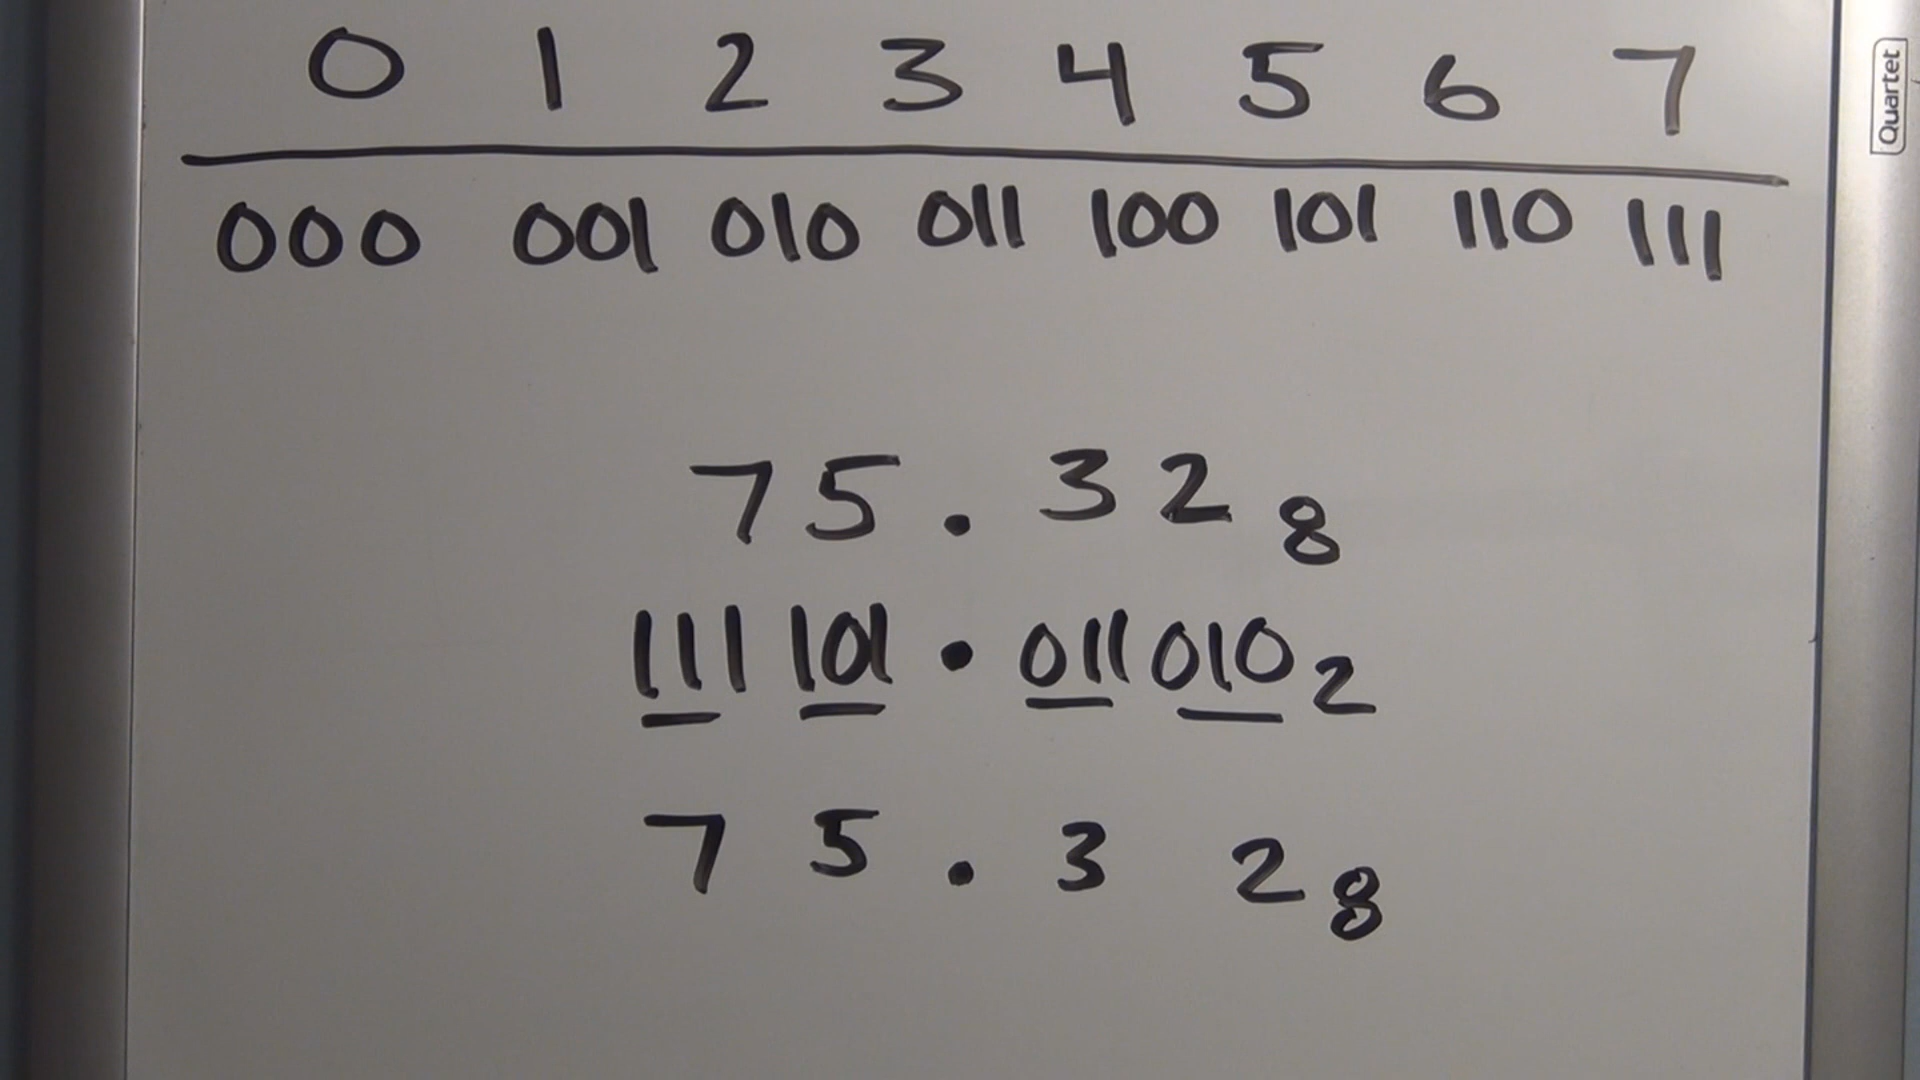 0 1 2 3 4 5 6 7
000 001 010 011 100 101 110 111
75.32₈
111 101.011 010₂
7 5.3 2₈
Quartet